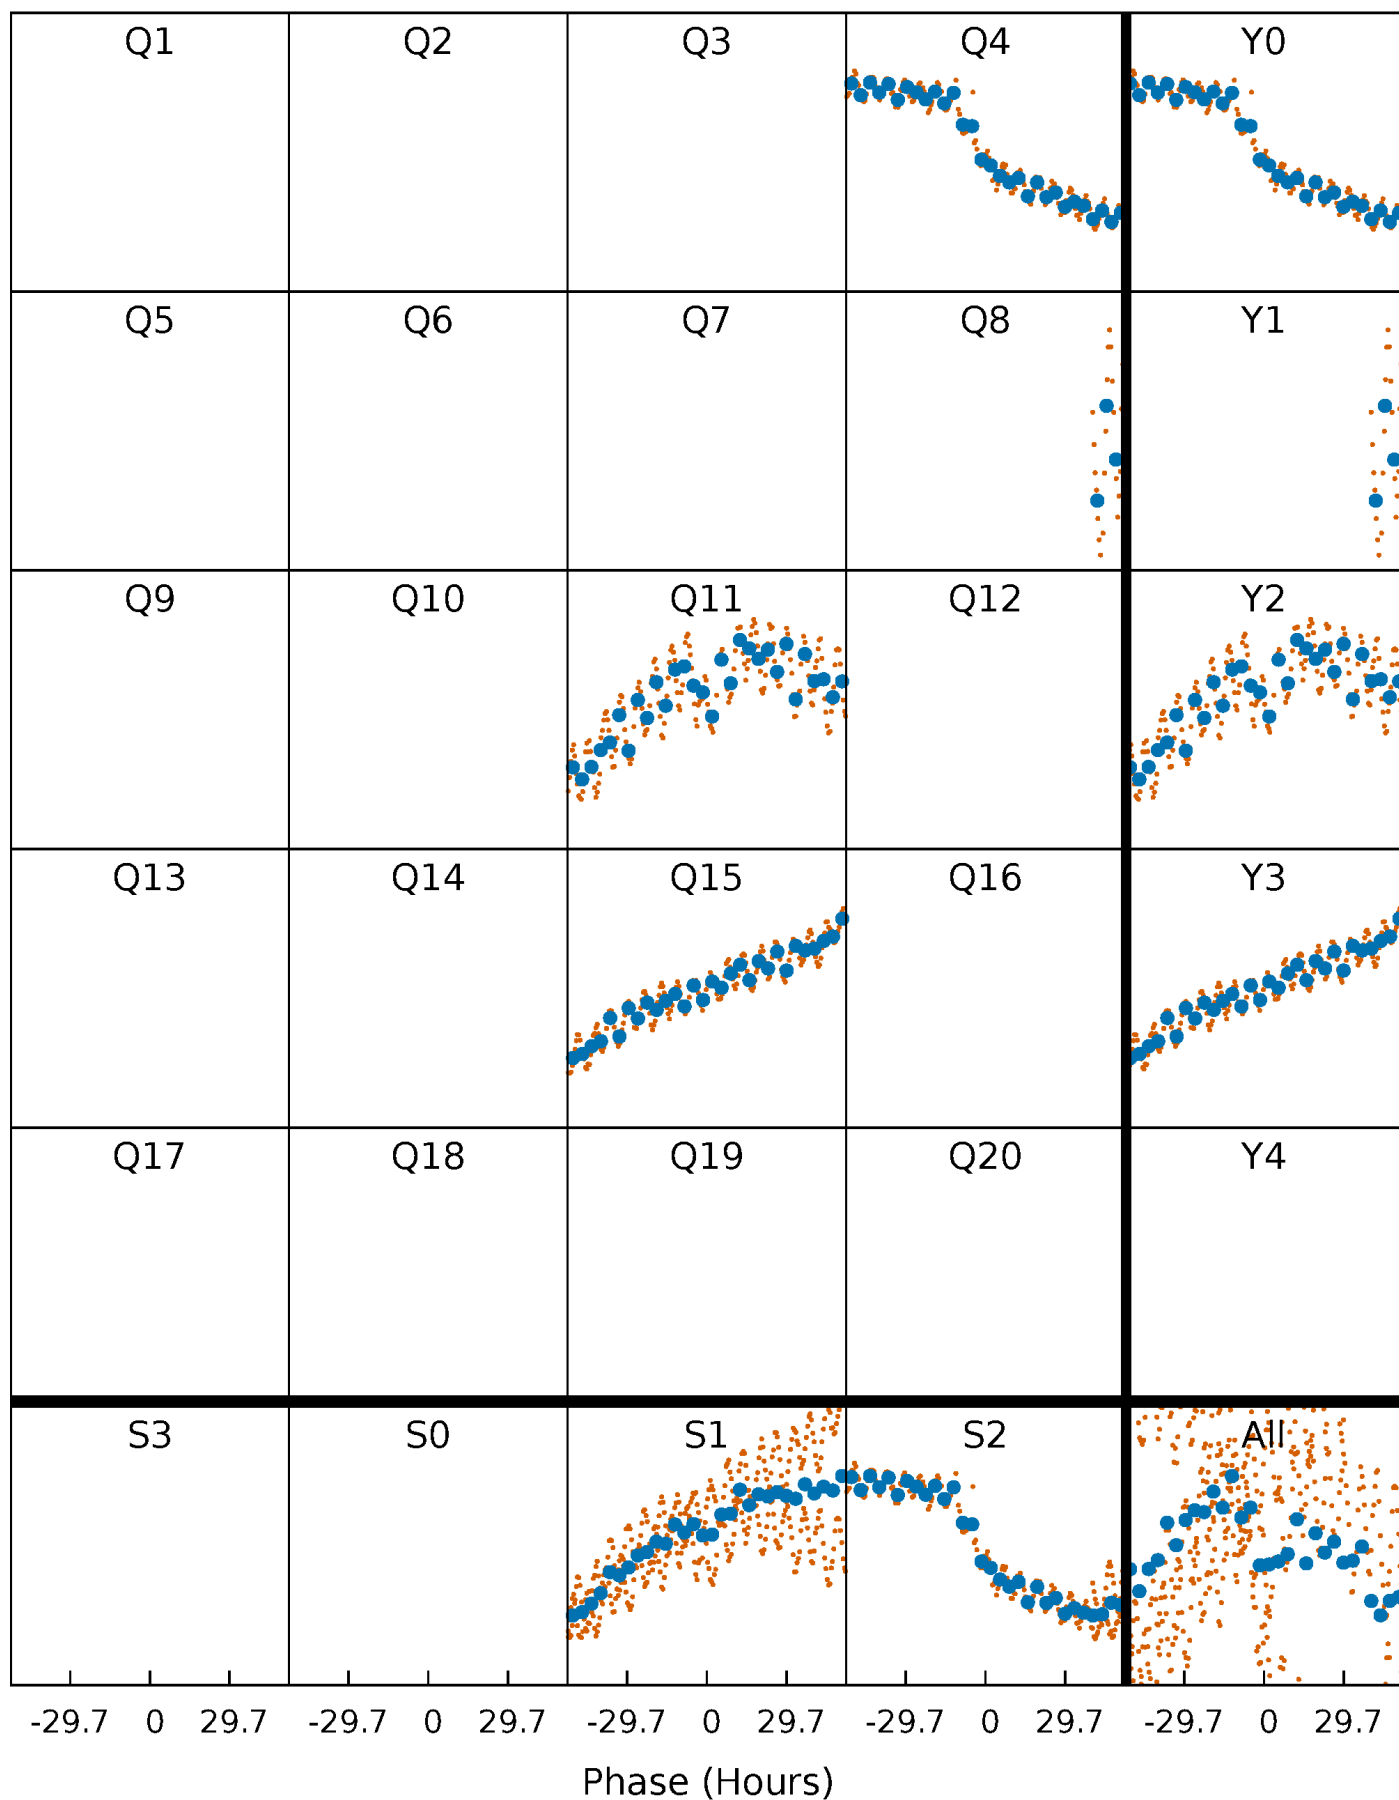 Q1 Q2 Q3 Q4 Y0
Q5 Q6 Q7 Q8 Y1
Q9 Q10 Q11 Q12 Y2
Q13 Q14 Q15 Q16 Y3
Q17 Q18 Q19 Q20 Y4
S3 S0 S1 S2 All
-29.7 0 29.7 -29.7 0 29.7 -29.7 0 29.7 -29.7 0 29.7 -29.7 0 29.7
Phase (Hours)